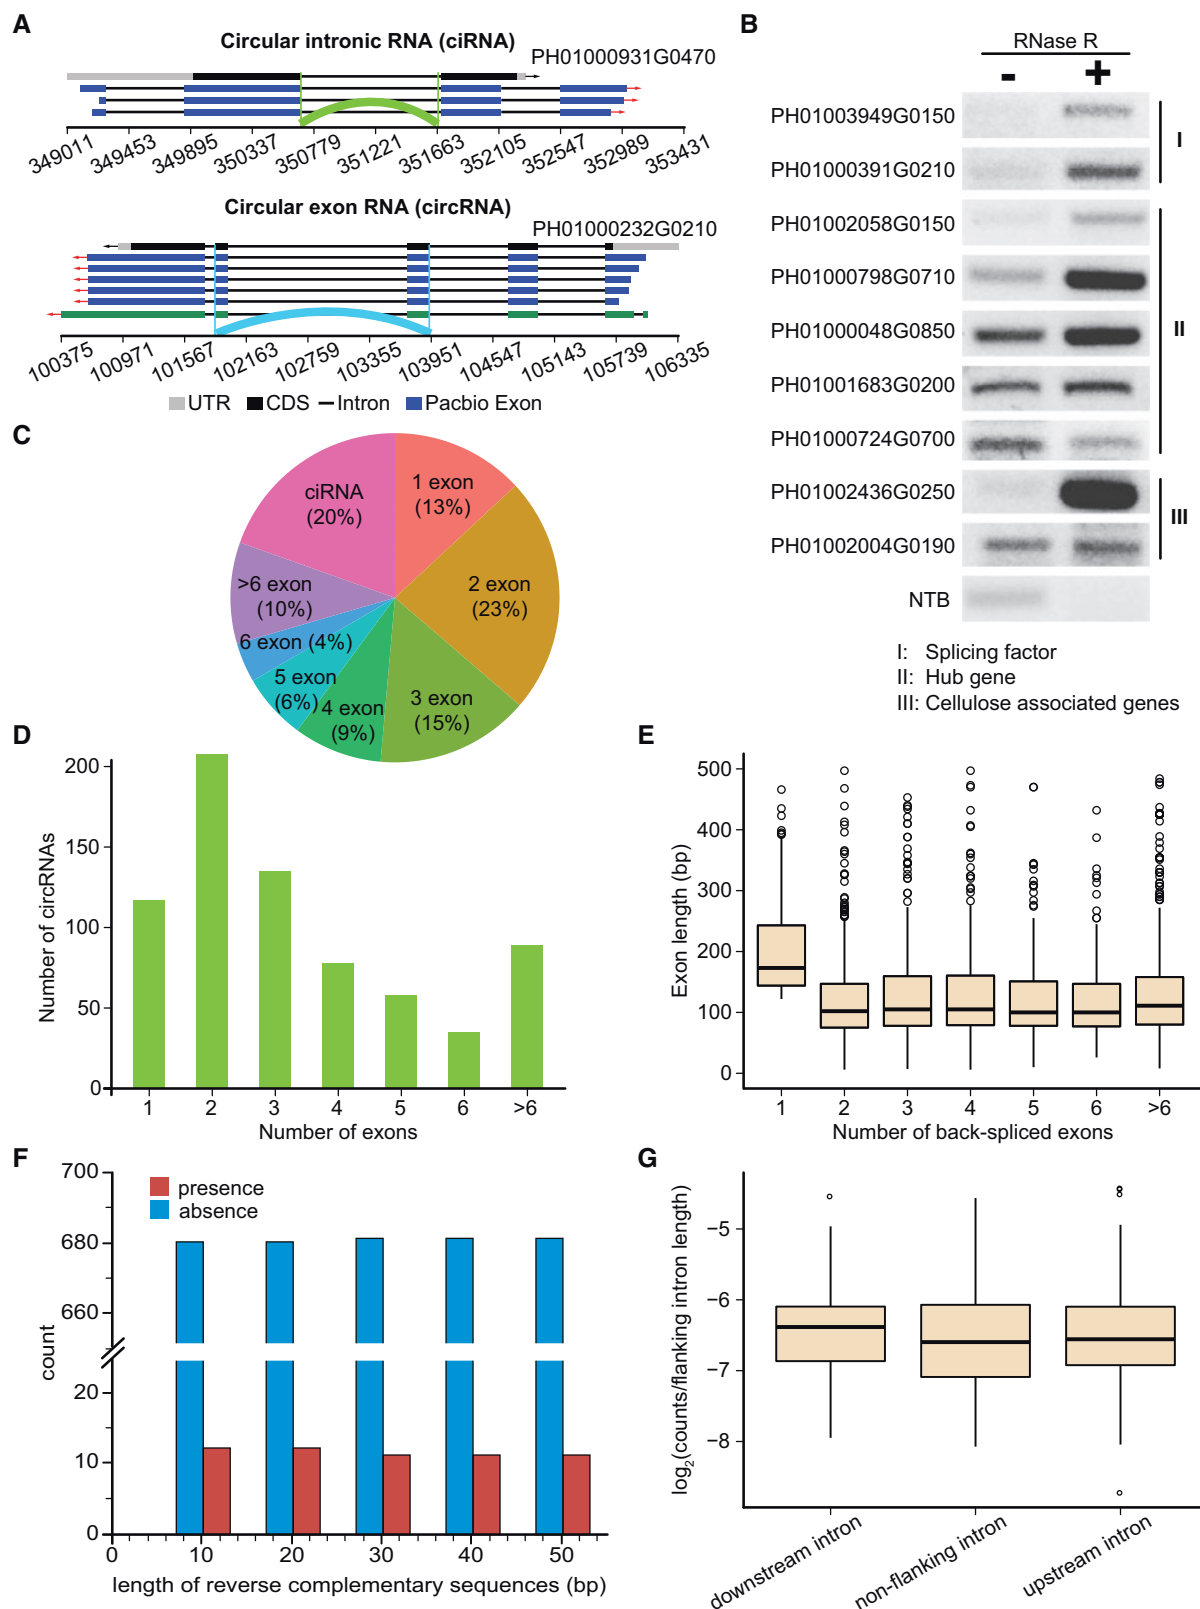 A
Circular intronic RNA (ciRNA)
PH01000931G0470
349011 349453 349895 350337 350779 351221 351663 352105 352547 352989 353431
Circular exon RNA (circRNA)
PH01000232G0210
100375 100971 101567 102163 102759 103355 103951 104547 105143 105739 106335
UTR CDS Intron Pacbio Exon
B
RNase R
- +
PH01003949G0150
PH01000391G0210
I
PH01002058G0150
PH01000798G0710
PH01000048G0850
PH01001683G0200
PH01000724G0700
II
PH01002436G0250
PH01002004G0190
III
NTB
I: Splicing factor
II: Hub gene
III: Cellulose associated genes
C
ciRNA
(20%)
1 exon
(13%)
2 exon
(23%)
3 exon
(15%)
4 exon
(9%)
5 exon
(6%)
6 exon (4%)
>6 exon
(10%)
D
Number of circRNAs
200
150
100
50
0
1 2 3 4 5 6 >6
Number of exons
E
Exon length (bp)
500
400
300
200
100
0
1 2 3 4 5 6 >6
Number of back-spliced exons
F
presence
absence
count
700
680
660
20
10
0
0 10 20 30 40 50
length of reverse complementary sequences (bp)
G
log2(counts/flanking intron length)
−5
−6
−7
−8
downstream intron
non-flanking intron
upstream intron